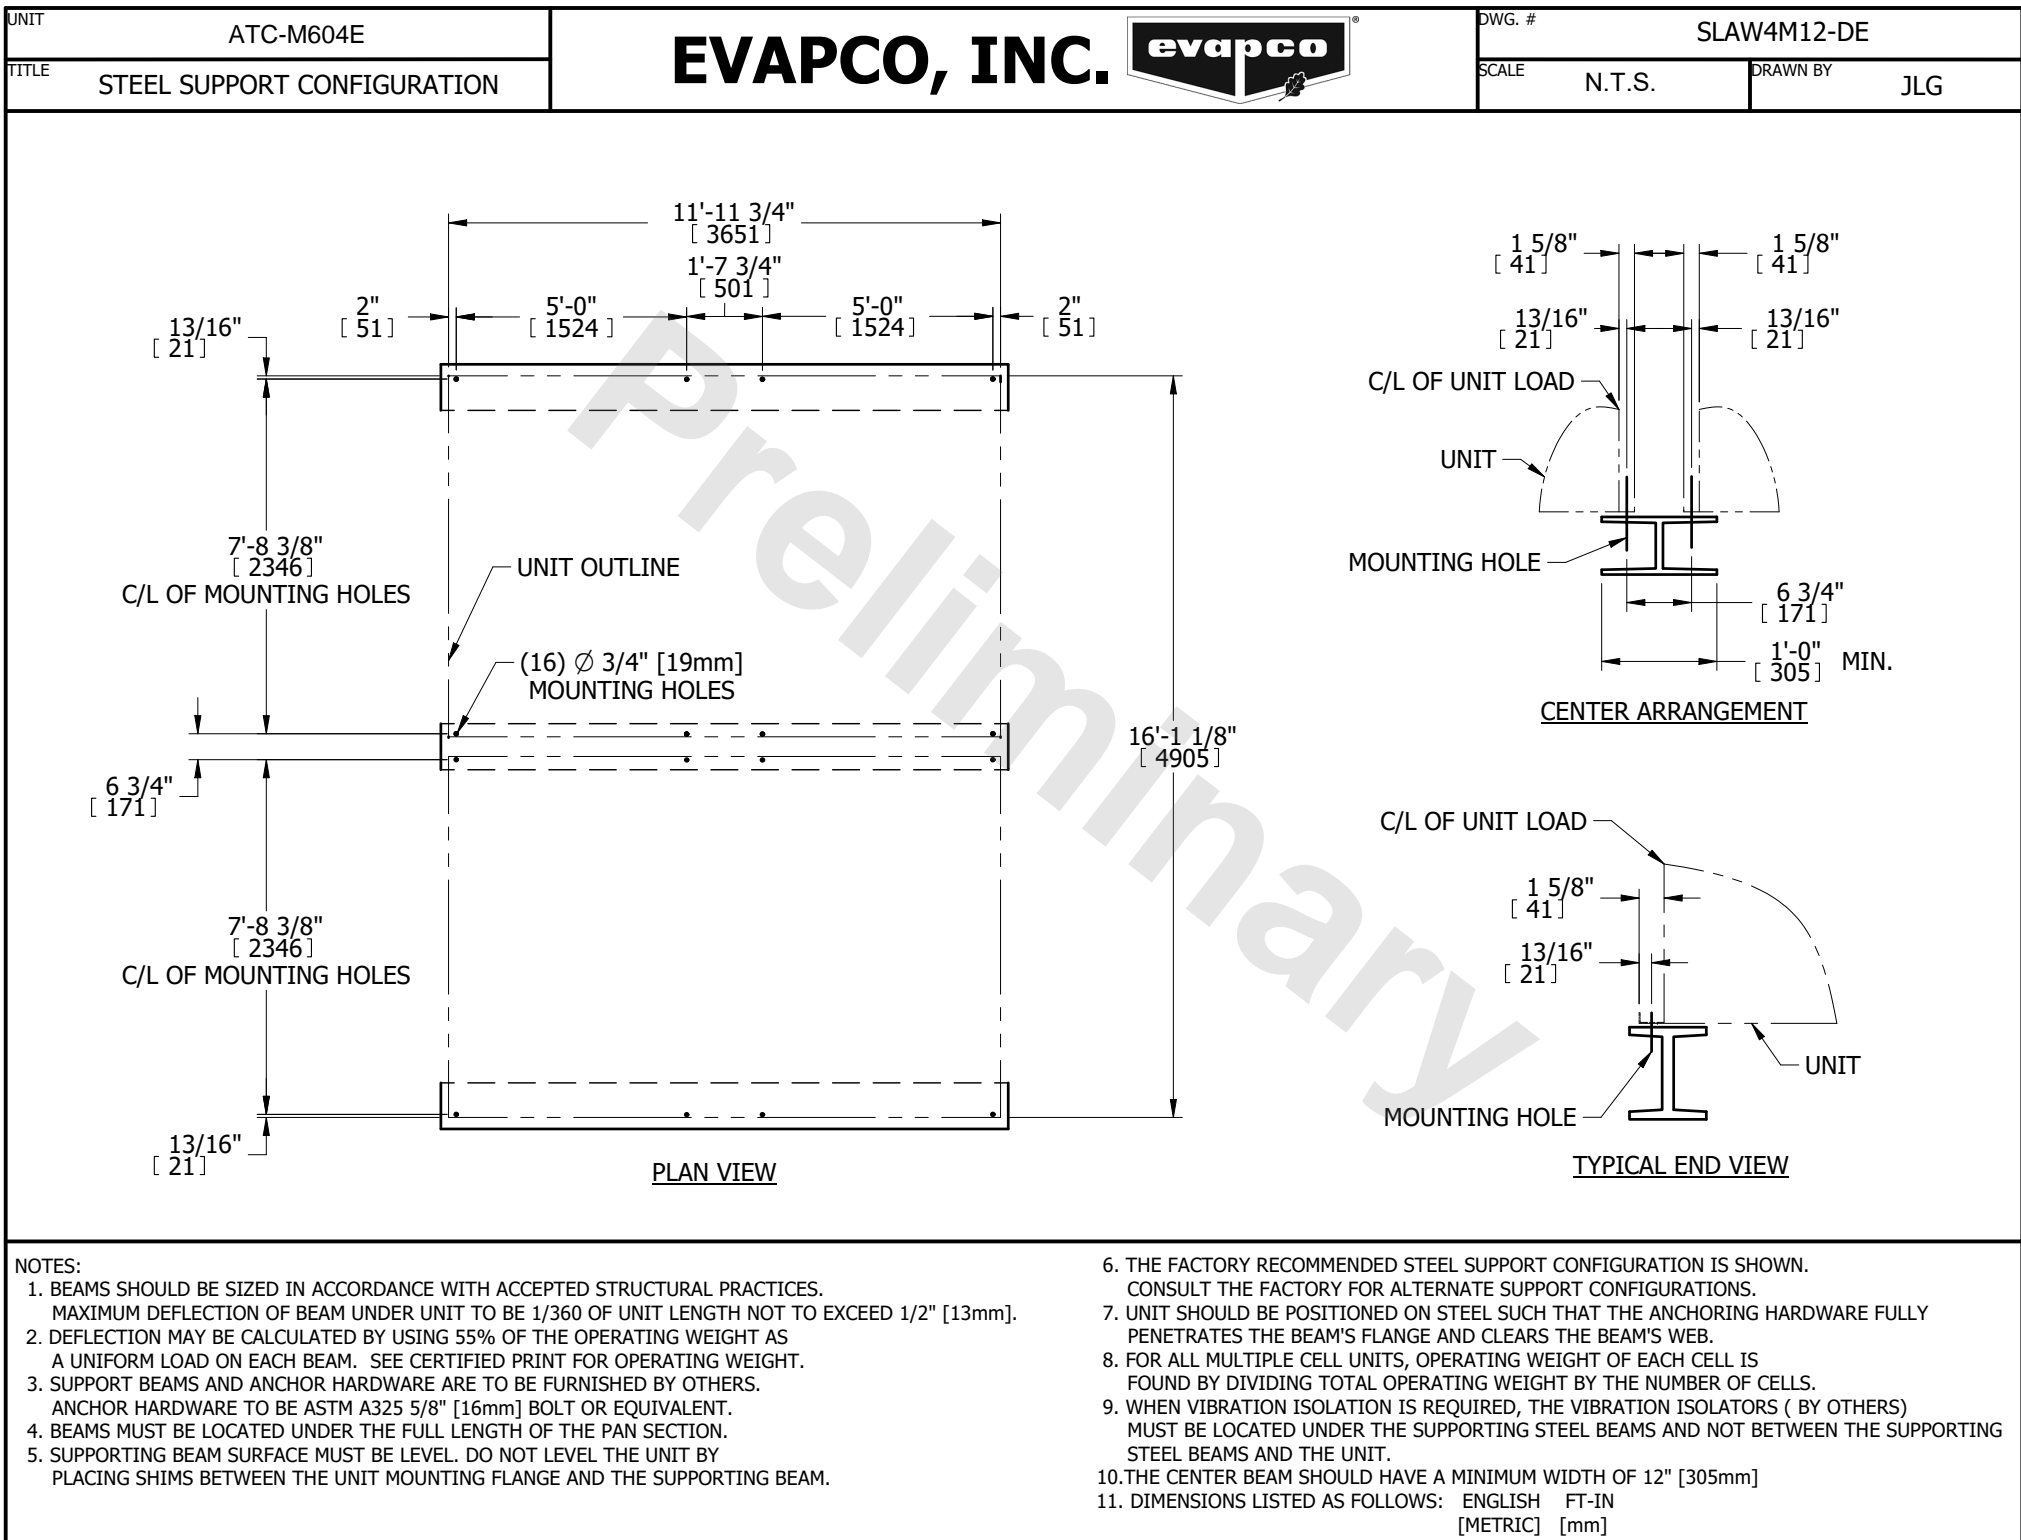 UNIT
ATC-M604E
TITLE
STEEL SUPPORT CONFIGURATION
EVAPCO, INC.
evapco
®
DWG. #
SLAW4M12-DE
SCALE
N.T.S.
DRAWN BY
JLG
11'-11 3/4"
[ 3651 ]
1'-7 3/4"
[ 501 ]
2"
[ 51 ]
5'-0"
[ 1524 ]
5'-0"
[ 1524 ]
2"
[ 51 ]
13/16"
[ 21 ]
7'-8 3/8"
[ 2346 ]
C/L OF MOUNTING HOLES
UNIT OUTLINE
(16) ∅ 3/4" [19mm]
MOUNTING HOLES
6 3/4"
[ 171 ]
16'-1 1/8"
[ 4905 ]
7'-8 3/8"
[ 2346 ]
C/L OF MOUNTING HOLES
13/16"
[ 21 ]
PLAN VIEW
Preliminary
1 5/8"
[ 41 ]
1 5/8"
[ 41 ]
13/16"
[ 21 ]
13/16"
[ 21 ]
C/L OF UNIT LOAD
UNIT
MOUNTING HOLE
6 3/4"
[ 171 ]
1'-0"
[ 305 ] MIN.
CENTER ARRANGEMENT
C/L OF UNIT LOAD
1 5/8"
[ 41 ]
13/16"
[ 21 ]
UNIT
MOUNTING HOLE
TYPICAL END VIEW
NOTES:
1. BEAMS SHOULD BE SIZED IN ACCORDANCE WITH ACCEPTED STRUCTURAL PRACTICES.
MAXIMUM DEFLECTION OF BEAM UNDER UNIT TO BE 1/360 OF UNIT LENGTH NOT TO EXCEED 1/2" [13mm].
2. DEFLECTION MAY BE CALCULATED BY USING 55% OF THE OPERATING WEIGHT AS
A UNIFORM LOAD ON EACH BEAM. SEE CERTIFIED PRINT FOR OPERATING WEIGHT.
3. SUPPORT BEAMS AND ANCHOR HARDWARE ARE TO BE FURNISHED BY OTHERS.
ANCHOR HARDWARE TO BE ASTM A325 5/8" [16mm] BOLT OR EQUIVALENT.
4. BEAMS MUST BE LOCATED UNDER THE FULL LENGTH OF THE PAN SECTION.
5. SUPPORTING BEAM SURFACE MUST BE LEVEL. DO NOT LEVEL THE UNIT BY
PLACING SHIMS BETWEEN THE UNIT MOUNTING FLANGE AND THE SUPPORTING BEAM.
6. THE FACTORY RECOMMENDED STEEL SUPPORT CONFIGURATION IS SHOWN.
CONSULT THE FACTORY FOR ALTERNATE SUPPORT CONFIGURATIONS.
7. UNIT SHOULD BE POSITIONED ON STEEL SUCH THAT THE ANCHORING HARDWARE FULLY
PENETRATES THE BEAM'S FLANGE AND CLEARS THE BEAM'S WEB.
8. FOR ALL MULTIPLE CELL UNITS, OPERATING WEIGHT OF EACH CELL IS
FOUND BY DIVIDING TOTAL OPERATING WEIGHT BY THE NUMBER OF CELLS.
9. WHEN VIBRATION ISOLATION IS REQUIRED, THE VIBRATION ISOLATORS ( BY OTHERS)
MUST BE LOCATED UNDER THE SUPPORTING STEEL BEAMS AND NOT BETWEEN THE SUPPORTING
STEEL BEAMS AND THE UNIT.
10.THE CENTER BEAM SHOULD HAVE A MINIMUM WIDTH OF 12" [305mm]
11. DIMENSIONS LISTED AS FOLLOWS: ENGLISH FT-IN
[METRIC] [mm]